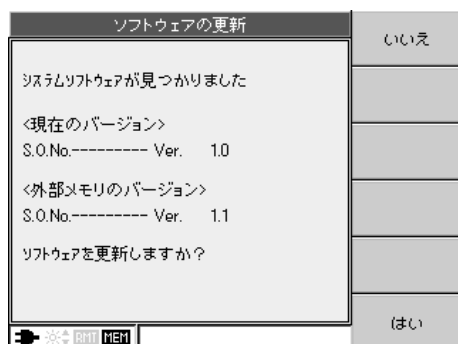 ソフトウェアの更新
いいえ
ｼｽﾃﾑｿﾌﾄｳｪｱが見つかりました
<現在のバージョン>
S.O.No.--------- Ver. 1.0
<外部メモリのバージョン>
S.O.No.--------- Ver. 1.1
ｿﾌﾄｳｪｱを更新しますか？
はい
RMT MEM